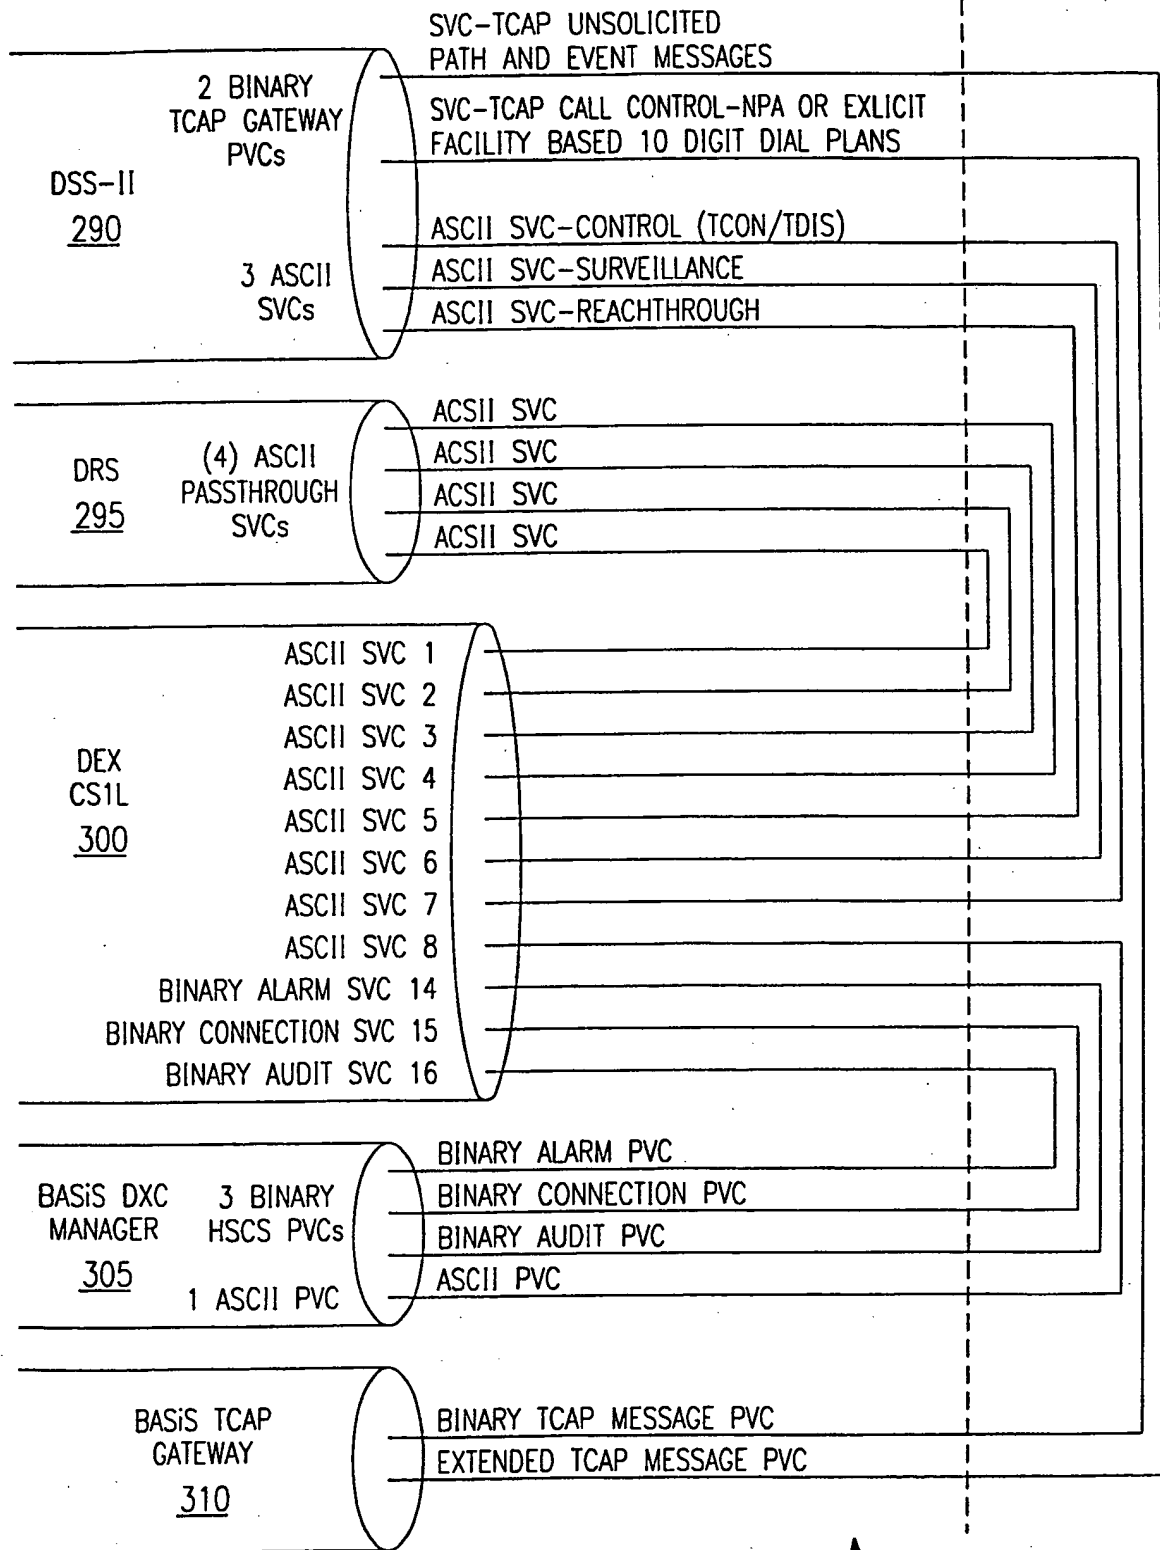 SVC-TCAP UNSOLICITED
PATH AND EVENT MESSAGES
2 BINARY
TCAP GATEWAY
PVCs
SVC-TCAP CALL CONTROL-NPA OR EXLICIT
FACILITY BASED 10 DIGIT DIAL PLANS
DSS-II
290
ASCII SVC-CONTROL (TCON/TDIS)
3 ASCII
SVCs
ASCII SVC-SURVEILLANCE
ASCII SVC-REACHTHROUGH
DRS
295
(4) ASCII
PASSTHROUGH
SVCs
ACSII SVC
ACSII SVC
ACSII SVC
ACSII SVC
DEX
CS1L
300
ASCII SVC 1
ASCII SVC 2
ASCII SVC 3
ASCII SVC 4
ASCII SVC 5
ASCII SVC 6
ASCII SVC 7
ASCII SVC 8
BINARY ALARM SVC 14
BINARY CONNECTION SVC 15
BINARY AUDIT SVC 16
BASiS DXC
MANAGER
305
3 BINARY
HSCS PVCs
1 ASCII PVC
BINARY ALARM PVC
BINARY CONNECTION PVC
BINARY AUDIT PVC
ASCII PVC
BASiS TCAP
GATEWAY
310
BINARY TCAP MESSAGE PVC
EXTENDED TCAP MESSAGE PVC